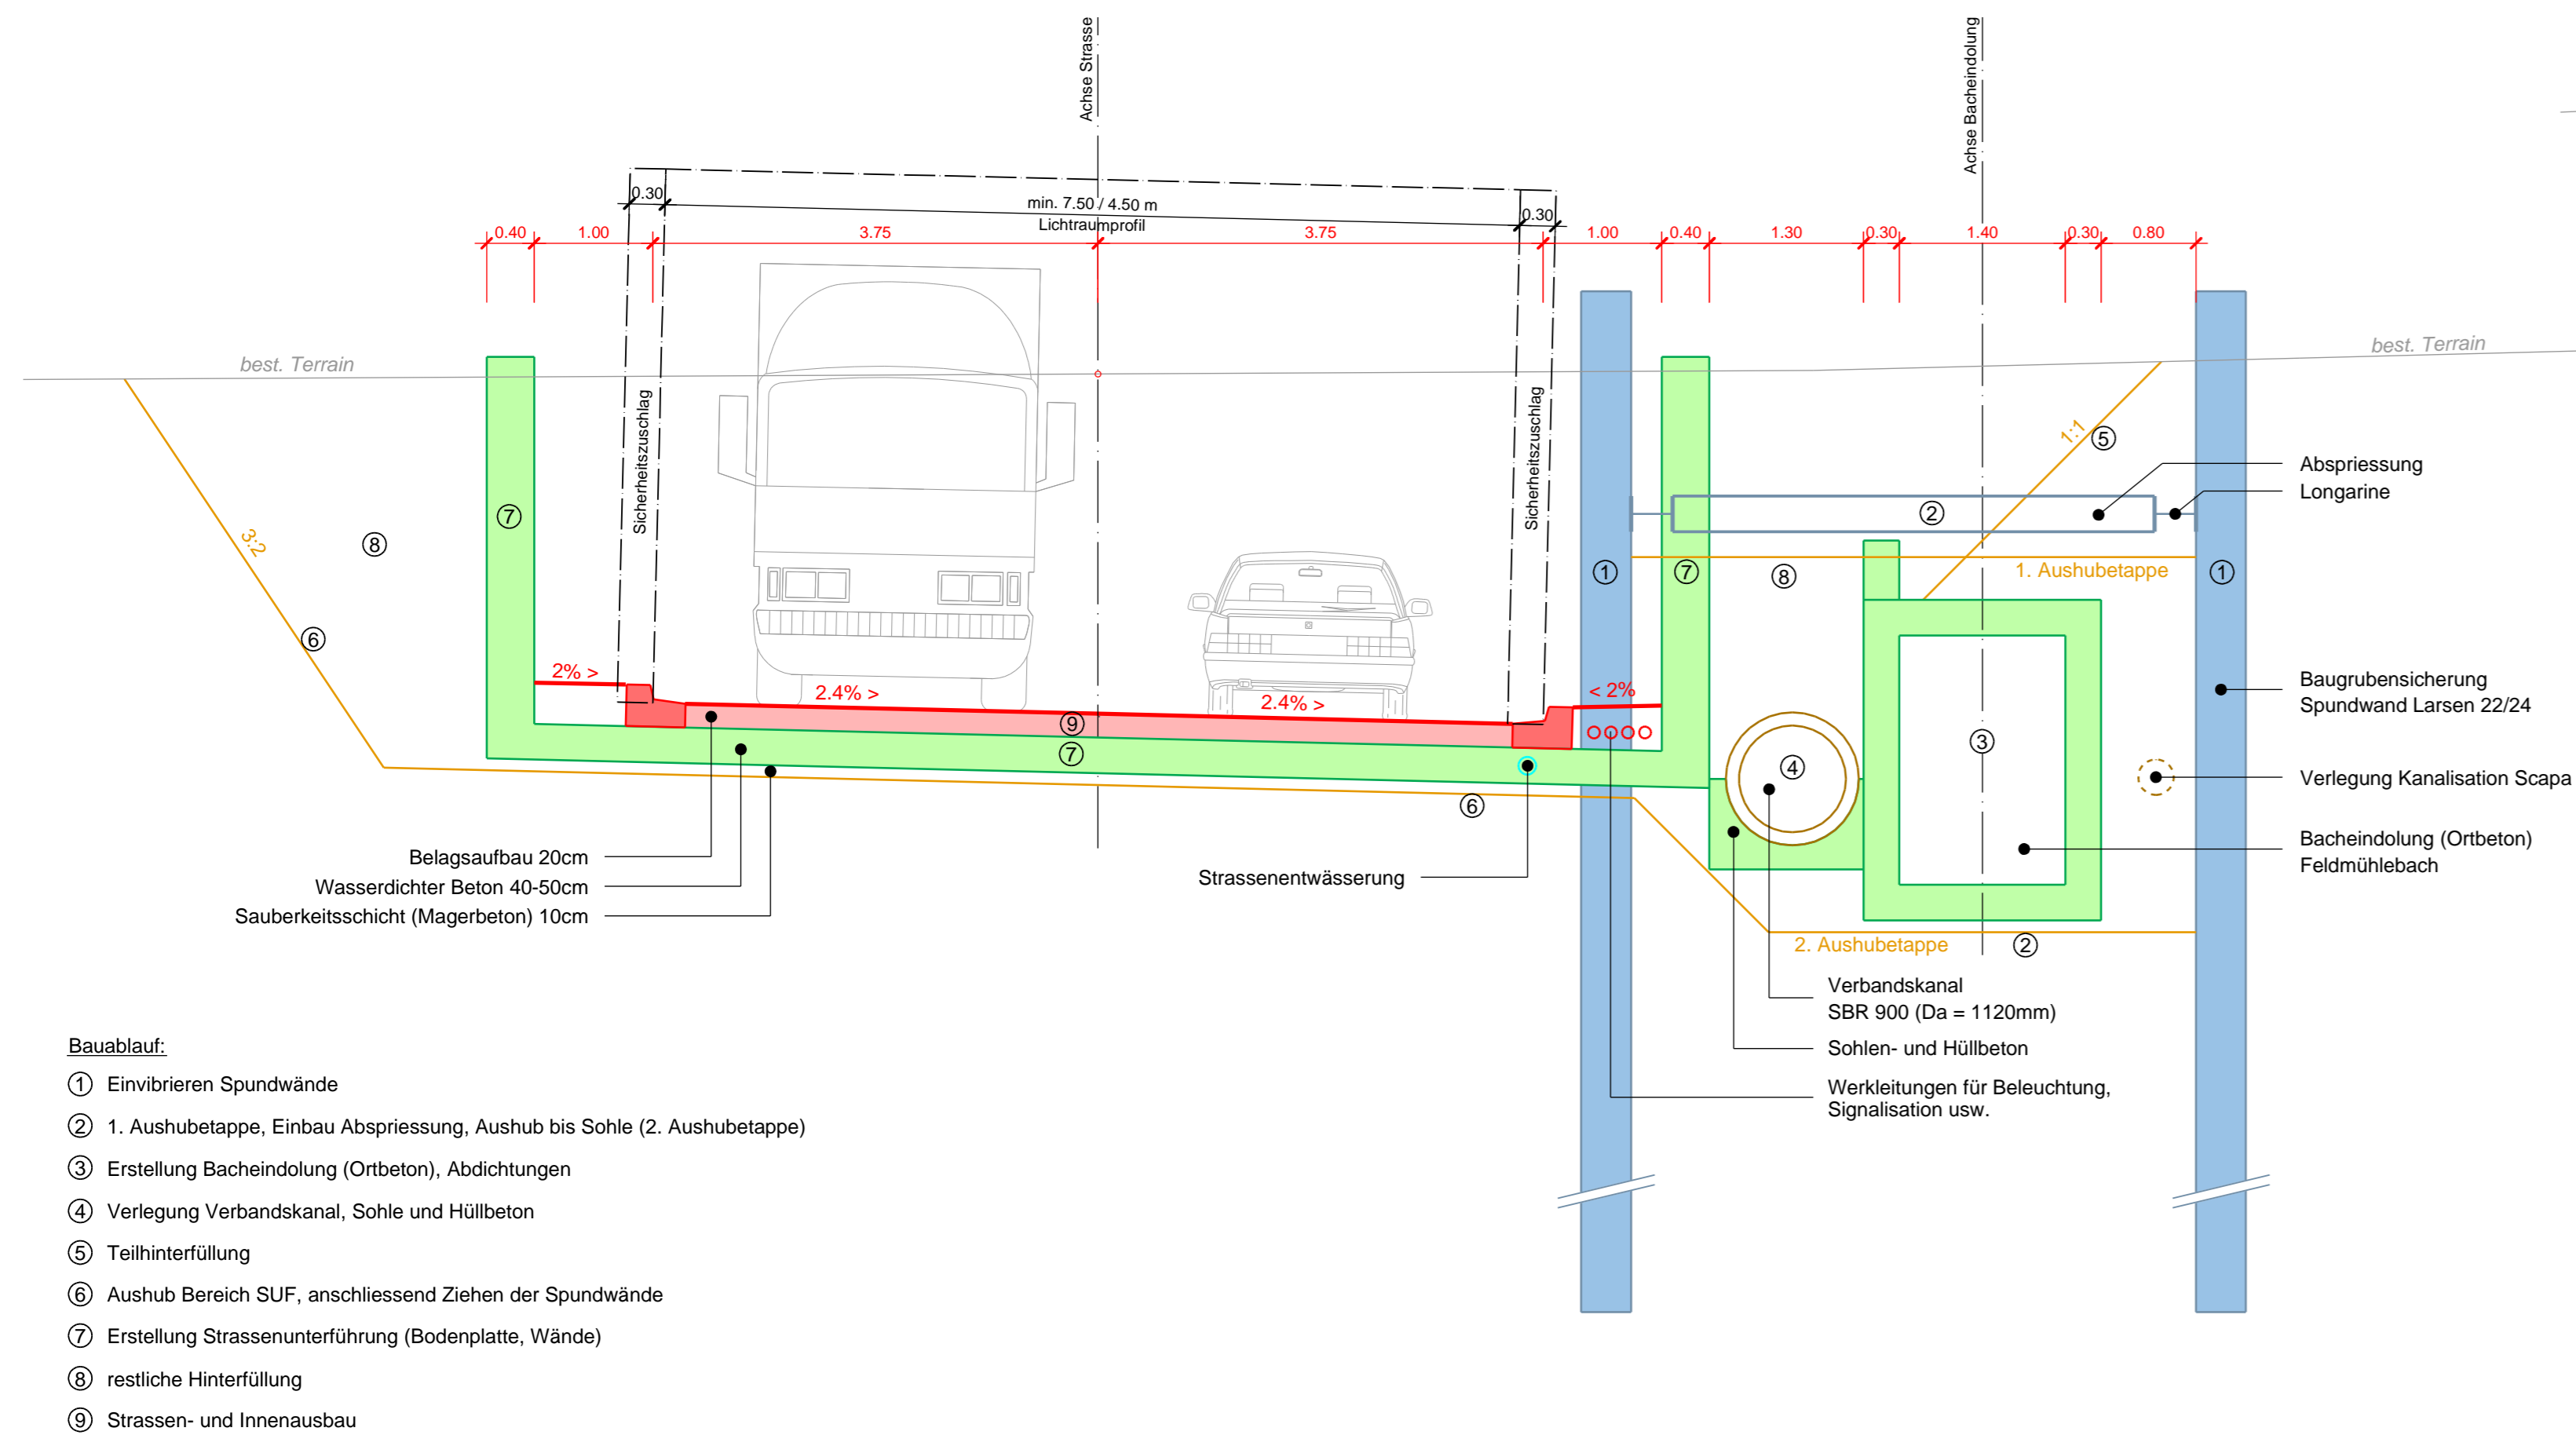 Achse Strasse
Achse Bacheindolung
0.30
min. 7.50 / 4.50 m
Lichtraumprofil
0.30
0.40
1.00
3.75
3.75
1.00
0.40
1.30
0.30
1.40
0.30
0.80
best. Terrain
best. Terrain
Sicherheitszuschlag
Sicherheitszuschlag
1:1
5
Abspriessung
Longarine
7
2
3:2
8
1
7
8
1. Aushubetappe
1
6
2% >
2.4% >
2.4% >
< 2%
Baugrubensicherung
Spundwand Larsen 22/24
9
7
3
4
Verlegung Kanalisation Scapa
6
Bacheindolung (Ortbeton)
Feldmühlebach
Belagsaufbau 20cm
Wasserdichter Beton 40-50cm
Sauberkeitsschicht (Magerbeton) 10cm
Strassenentwässerung
2. Aushubetappe
2
Verbandskanal
SBR 900 (Da = 1120mm)
Sohlen- und Hüllbeton
Werkleitungen für Beleuchtung,
Signalisation usw.
Bauablauf:
1 Einvibrieren Spundwände
2 1. Aushubetappe, Einbau Abspriessung, Aushub bis Sohle (2. Aushubetappe)
3 Erstellung Bacheindolung (Ortbeton), Abdichtungen
4 Verlegung Verbandskanal, Sohle und Hüllbeton
5 Teilhinterfüllung
6 Aushub Bereich SUF, anschliessend Ziehen der Spundwände
7 Erstellung Strassenunterführung (Bodenplatte, Wände)
8 restliche Hinterfüllung
9 Strassen- und Innenausbau